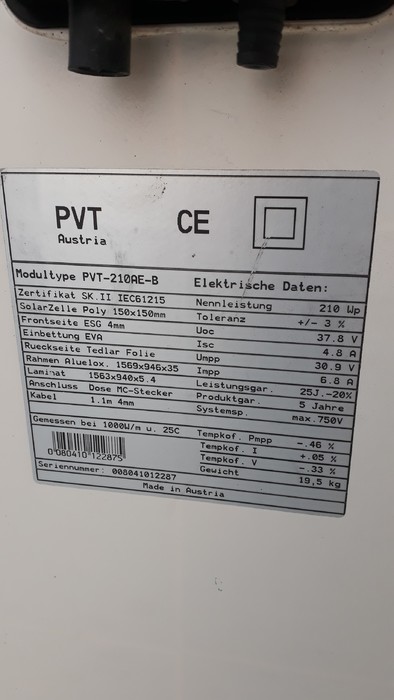 PVT CE
Austria
Modultype PVT-210AE-B
Zertifikat SK.II IEC61215
SolarZelle Poly 150x150mm
Frontseite ESG 4mm
Einbettung EVA
Rueckseite Tedlar Folie
Rahmen Aluelox. 1569x946x35
Laminat 1563x940x5.4
Anschluss Dose MC-Stecker
Kabel 1.1m 4mm
Elektrische Daten:
Nennleistung 210 Wp
Toleranz +/- 3 %
Uoc 37.8 V
Isc 4.8 A
Umpp 30.9 V
Impp 6.8 A
Leistungsgar. 25J.-20%
Produktgar. 5 Jahre
Systemsp. max.750V
Gemessen bei 1000W/m u. 25C
Tempkof. Pmpp -.46 %
Tempkof. I +.05 %
Tempkof. V -.33 %
Gewicht 19,5 kg
0"080410"122875"
Seriennummer: 008041012287
Made in Austria